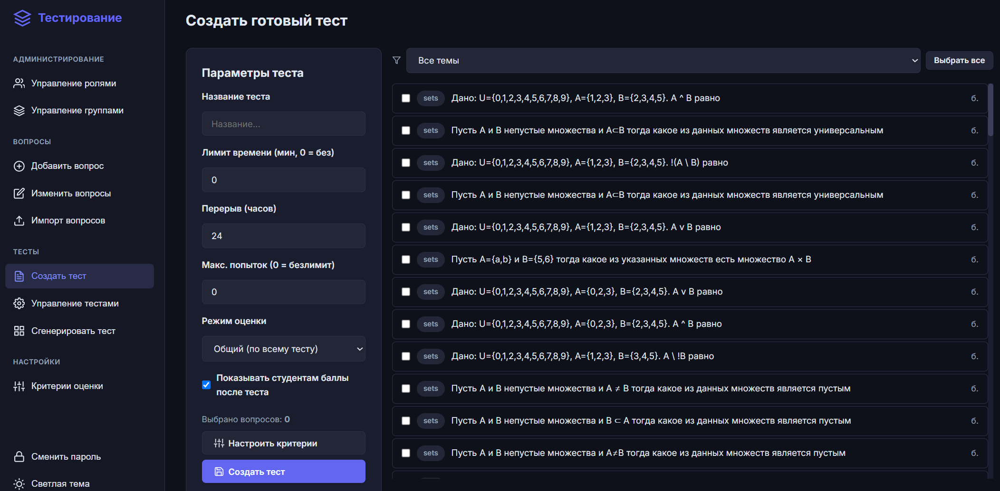 Тестирование
АДМИНИСТРИРОВАНИЕ
Управление ролями
Управление группами
ВОПРОСЫ
Добавить вопрос
Изменить вопросы
Импорт вопросов
ТЕСТЫ
Создать тест
Управление тестами
Сгенерировать тест
НАСТРОЙКИ
Критерии оценки
Сменить пароль
Светлая тема
Создать готовый тест
Параметры теста
Название теста
Название...
Лимит времени (мин, 0 = без)
0
Перерыв (часов)
24
Макс. попыток (0 = безлимит)
0
Режим оценки
Общий (по всему тесту)
Показывать студентам баллы
после теста
Выбрано вопросов: 0
Настроить критерии
Создать тест
Все темы
Выбрать все
sets Дано: U={0,1,2,3,4,5,6,7,8,9}, A={1,2,3}, B={2,3,4,5}. A ^ B равно б.
sets Пусть A и B непустые множества и A⊂B тогда какое из данных множеств является универсальным б.
sets Дано: U={0,1,2,3,4,5,6,7,8,9}, A={1,2,3}, B={2,3,4,5}. !(A \ B) равно б.
sets Пусть A и B непустые множества и A⊂B тогда какое из данных множеств является универсальным б.
sets Дано: U={0,1,2,3,4,5,6,7,8,9}, A={1,2,3}, B={2,3,4,5}. A v B равно б.
sets Пусть A={a,b} и B={5,6} тогда какое из указанных множеств есть множество A × B б.
sets Дано: U={0,1,2,3,4,5,6,7,8,9}, A={0,2,3}, B={2,3,4,5}. A v B равно б.
sets Дано: U={0,1,2,3,4,5,6,7,8,9}, A={0,2,3}, B={2,3,4,5}. A ^ B равно б.
sets Дано: U={0,1,2,3,4,5,6,7,8,9}, A={1,2,3}, B={3,4,5}. A \ !B равно б.
sets Пусть A и B непустые множества и A ≠ B тогда какое из данных множеств является пустым б.
sets Пусть A и B непустые множества и B ⊂ A тогда какое из данных множеств является пустым б.
sets Пусть A и B непустые множества и A≠B тогда какое из данных множеств является пустым б.